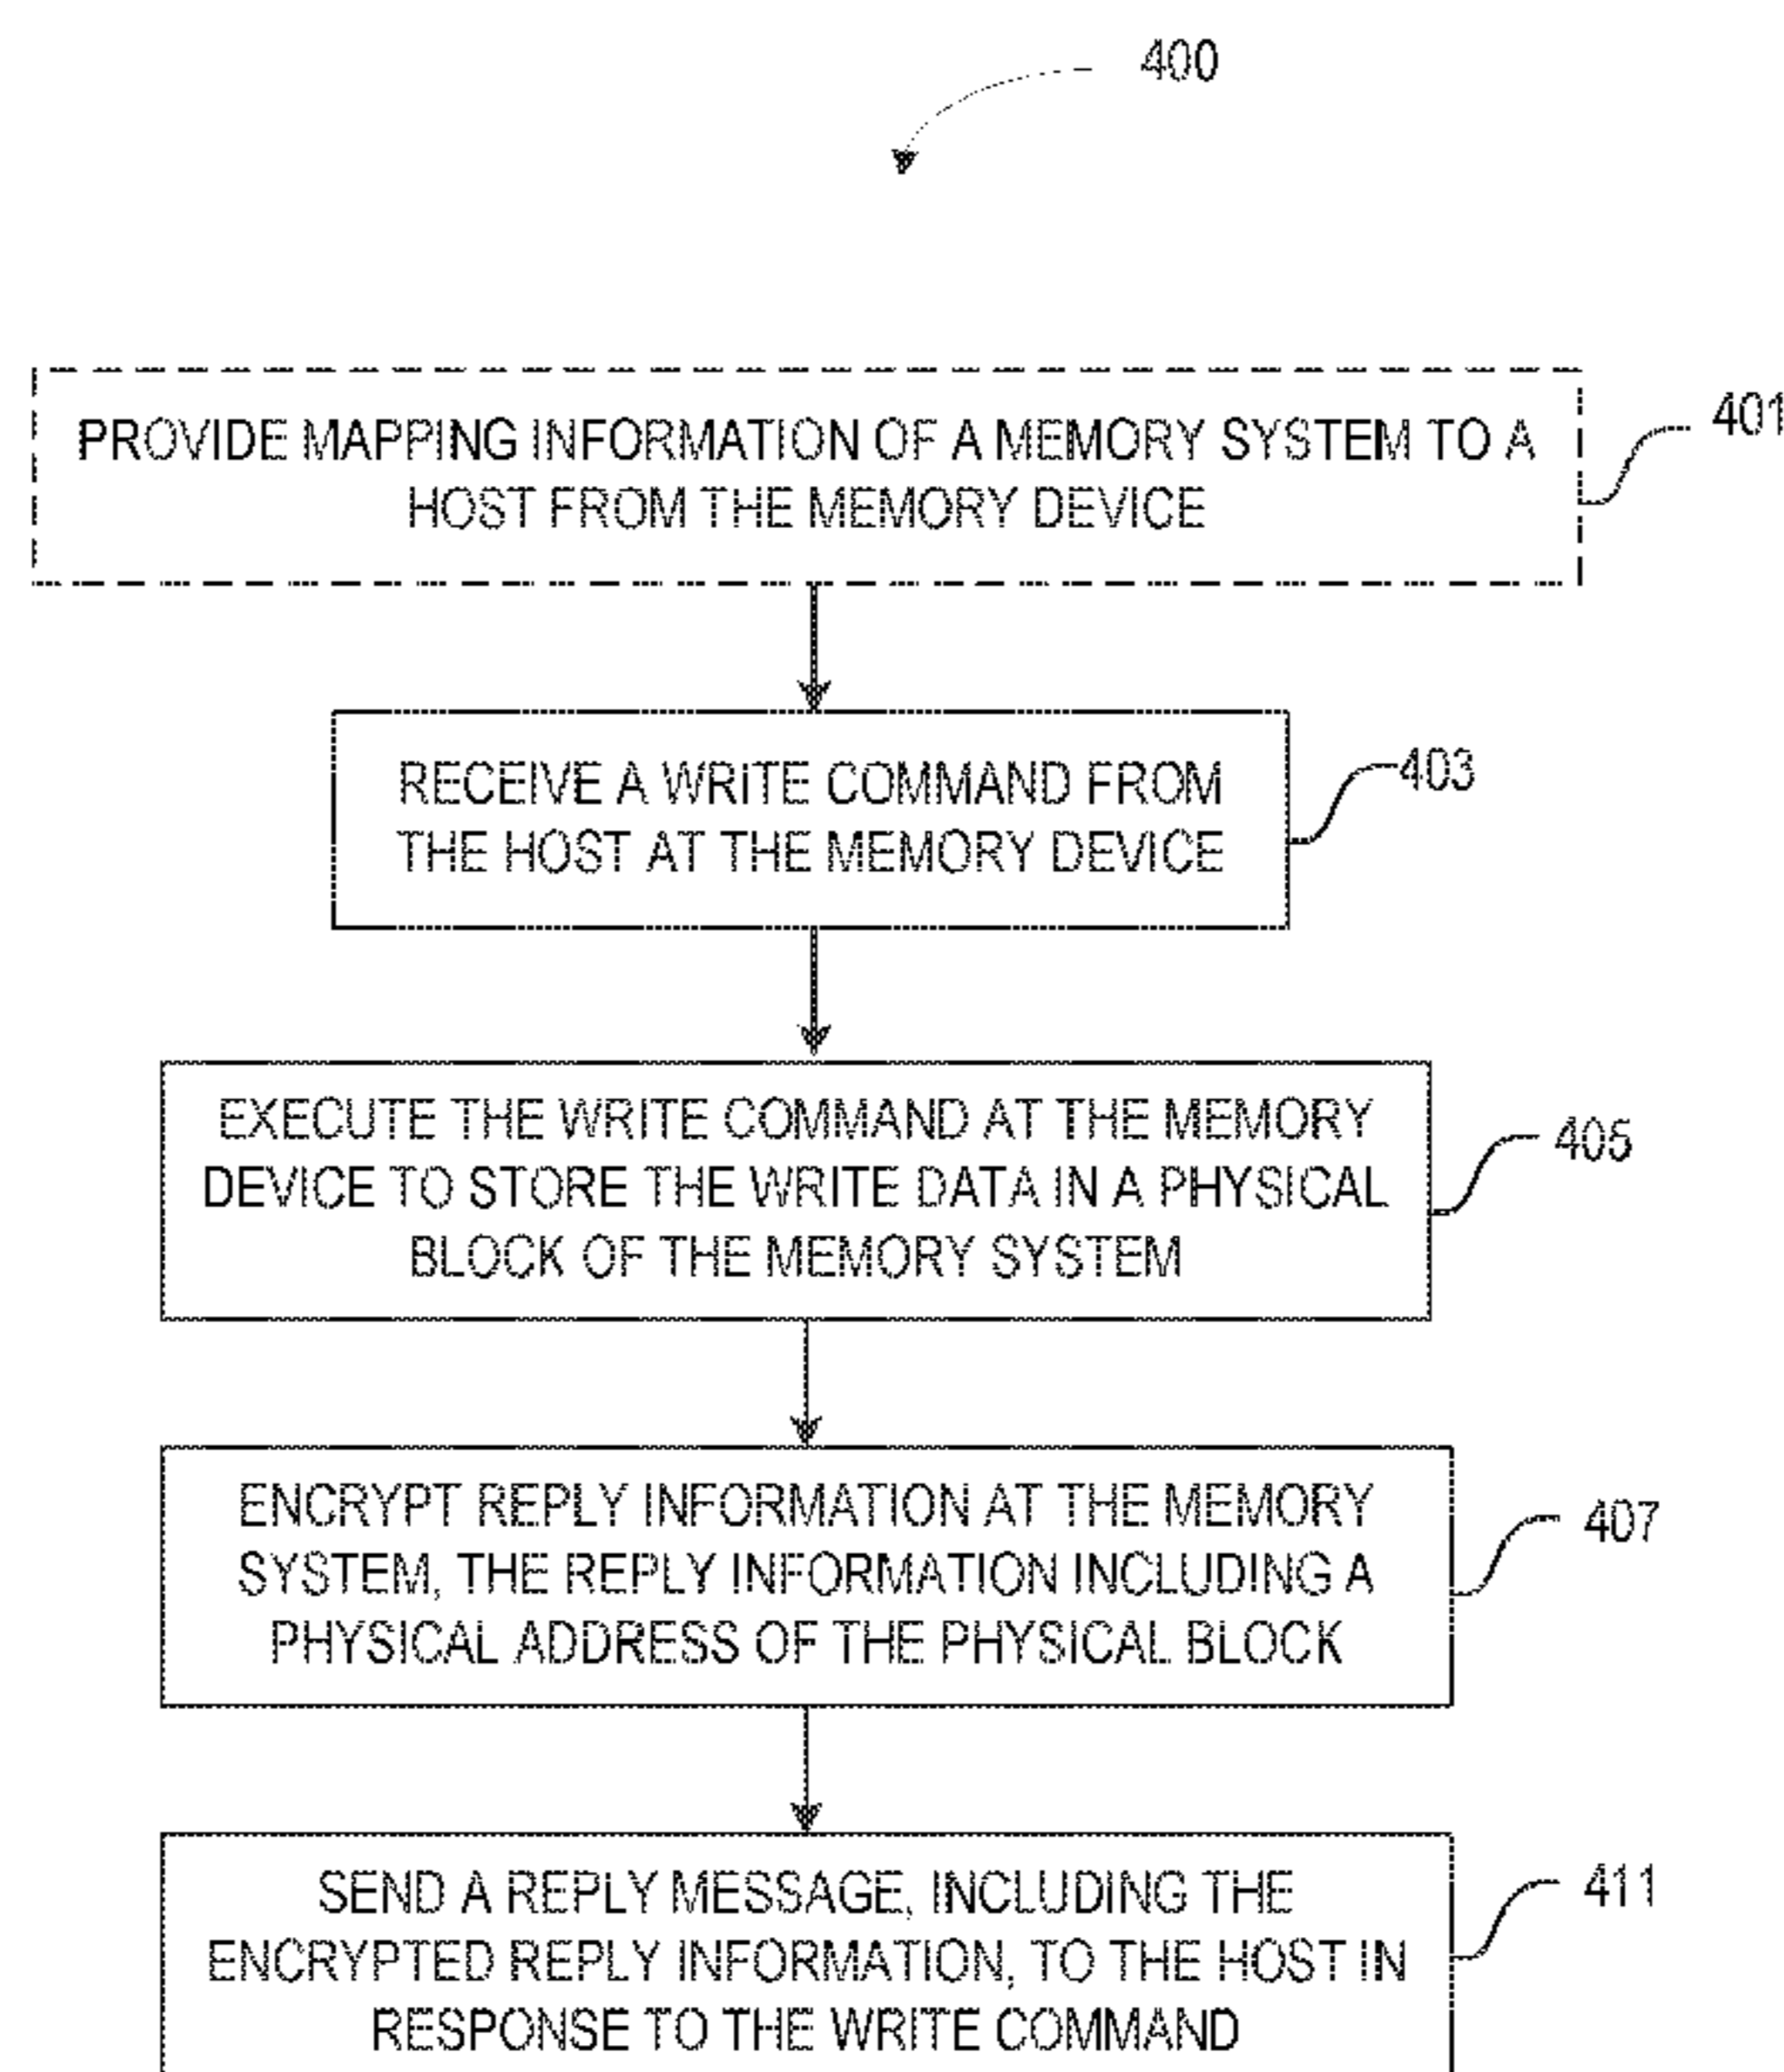 400
PROVIDE MAPPING INFORMATION OF A MEMORY SYSTEM TO A
HOST FROM THE MEMORY DEVICE
401
RECEIVE A WRITE COMMAND FROM
THE HOST AT THE MEMORY DEVICE
403
EXECUTE THE WRITE COMMAND AT THE MEMORY
DEVICE TO STORE THE WRITE DATA IN A PHYSICAL
BLOCK OF THE MEMORY SYSTEM
405
ENCRYPT REPLY INFORMATION AT THE MEMORY
SYSTEM, THE REPLY INFORMATION INCLUDING A
PHYSICAL ADDRESS OF THE PHYSICAL BLOCK
407
SEND A REPLY MESSAGE, INCLUDING THE
ENCRYPTED REPLY INFORMATION, TO THE HOST IN
RESPONSE TO THE WRITE COMMAND
411